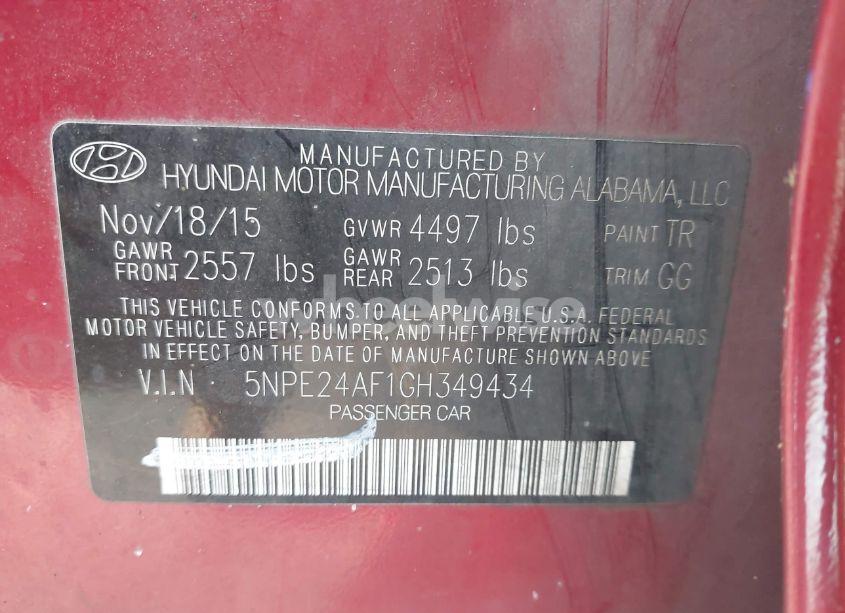 MANUFACTURED BY
HYUNDAI MOTOR MANUFACTURING ALABAMA, LLC
Nov/18/15 GVWR 4497 lbs PAINT TR
GAWR FRONT 2557 lbs GAWR REAR 2513 lbs TRIM GG
THIS VEHICLE CONFORMS TO ALL APPLICABLE U.S.A. FEDERAL
MOTOR VEHICLE SAFETY, BUMPER, AND THEFT PREVENTION STANDARDS
IN EFFECT ON THE DATE OF MANUFACTURE SHOWN ABOVE
V.I.N 5NPE24AF1GH349434
PASSENGER CAR